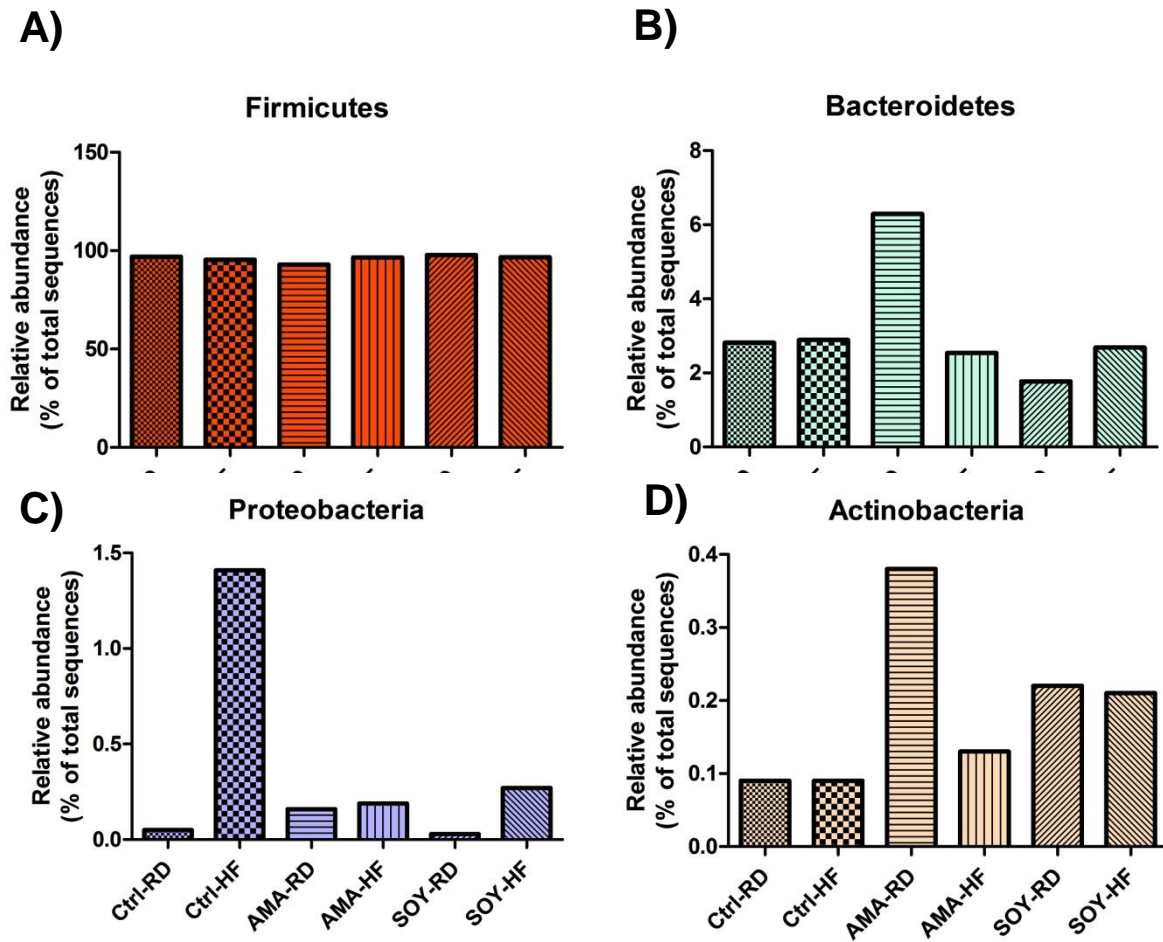 A)
Firmicutes
Relative abundance
(% of total sequences)
150
100
50
0
B)
Bacteroidetes
Relative abundance
(% of total sequences)
8
6
4
2
0
C)
Proteobacteria
Relative abundance
(% of total sequences)
1.5
1.0
0.5
0.0
Ctrl-RD
Ctrl-HF
AMA-RD
AMA-HF
SOY-RD
SOY-HF
D)
Actinobacteria
Relative abundance
(% of total sequences)
0.4
0.3
0.2
0.1
0.0
Ctrl-RD
Ctrl-HF
AMA-RD
AMA-HF
SOY-RD
SOY-HF